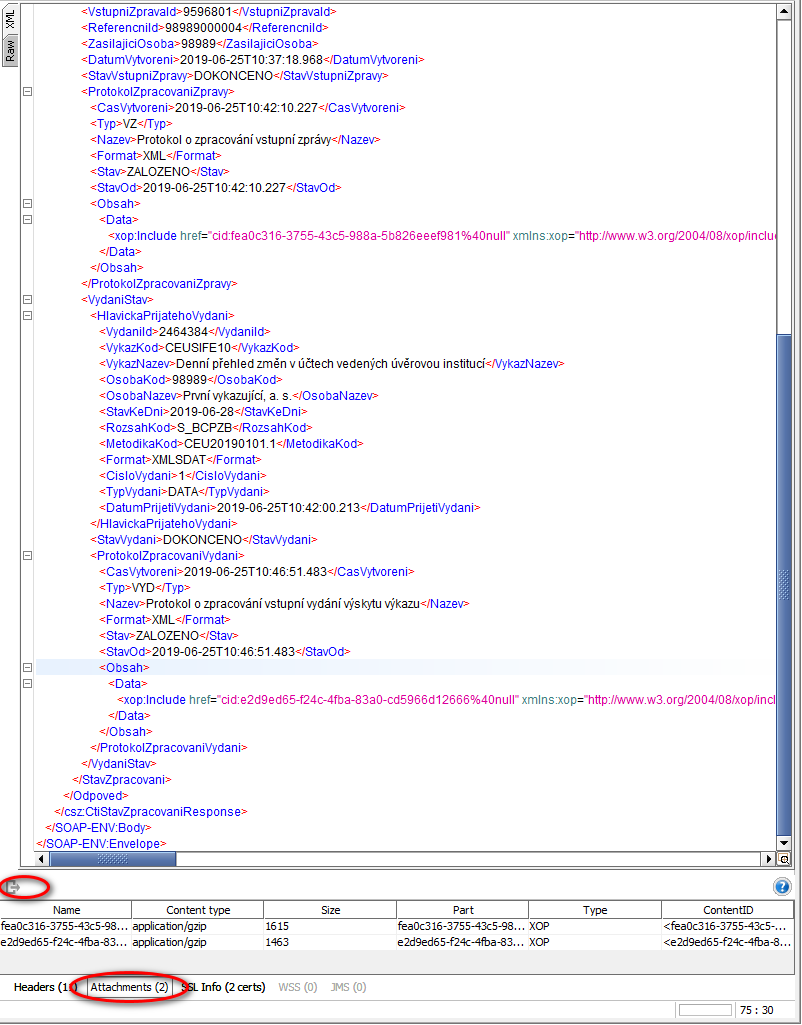 XML
Raw
<VstupniZpravaId>9596801</VstupniZpravaId>
<ReferencniId>98989000004</ReferencniId>
<ZasilajiciOsoba>98989</ZasilajiciOsoba>
<DatumVytvoreni>2019-06-25T10:37:18.968</DatumVytvoreni>
<StavVstupniZpravy>DOKONCENO</StavVstupniZpravy>
<ProtokolZpracovaniZpravy>
<CasVytvoreni>2019-06-25T10:42:10.227</CasVytvoreni>
<Typ>VZ</Typ>
<Nazev>Protokol o zpracování vstupní zprávy</Nazev>
<Format>XML</Format>
<Stav>ZALOZENO</Stav>
<StavOd>2019-06-25T10:42:10.227</StavOd>
<Obsah>
<Data>
<xop:Include href="cid:fea0c316-3755-43c5-988a-5b826eeef981%40null" xmlns:xop="http://www.w3.org/2004/08/xop/inclu
</Data>
</Obsah>
</ProtokolZpracovaniZpravy>
<VydaniStav>
<HlavickaPrijatehoVydani>
<VydaniId>2464384</VydaniId>
<VykazKod>CEUSIFE10</VykazKod>
<VykazNazev>Denní přehled změn v účtech vedených úvěrovou institucí</VykazNazev>
<OsobaKod>98989</OsobaKod>
<OsobaNazev>První vykazující, a. s.</OsobaNazev>
<StavKeDni>2019-06-28</StavKeDni>
<RozsahKod>S_BCPZB</RozsahKod>
<MetodikaKod>CEU20190101.1</MetodikaKod>
<Format>XMLSDAT</Format>
<CisloVydani>1</CisloVydani>
<TypVydani>DATA</TypVydani>
<DatumPrijetiVydani>2019-06-25T10:42:00.213</DatumPrijetiVydani>
</HlavickaPrijatehoVydani>
<StavVydani>DOKONCENO</StavVydani>
<ProtokolZpracovaniVydani>
<CasVytvoreni>2019-06-25T10:46:51.483</CasVytvoreni>
<Typ>VYD</Typ>
<Nazev>Protokol o zpracování vstupní vydání výskytu výkazu</Nazev>
<Format>XML</Format>
<Stav>ZALOZENO</Stav>
<StavOd>2019-06-25T10:46:51.483</StavOd>
<Obsah>
<Data>
<xop:Include href="cid:e2d9ed65-f24c-4fba-83a0-cd5966d12666%40null" xmlns:xop="http://www.w3.org/2004/08/xop/incl
</Data>
</Obsah>
</ProtokolZpracovaniVydani>
</VydaniStav>
</StavZpracovani>
</Odpoved>
</csz:CtiStavZpracovaniResponse>
</SOAP-ENV:Body>
</SOAP-ENV:Envelope>
Name Content type Size Part Type ContentID
fea0c316-3755-43c5-98... application/gzip 1615 fea0c316-3755-43c5-98... XOP <fea0c316-3755-43c5-...
e2d9ed65-f24c-4fba-83... application/gzip 1463 e2d9ed65-f24c-4fba-83... XOP <e2d9ed65-f24c-4fba-8...
Headers Attachments (2) SSL Info (2 certs) WSS (0) JMS (0)
75 : 30